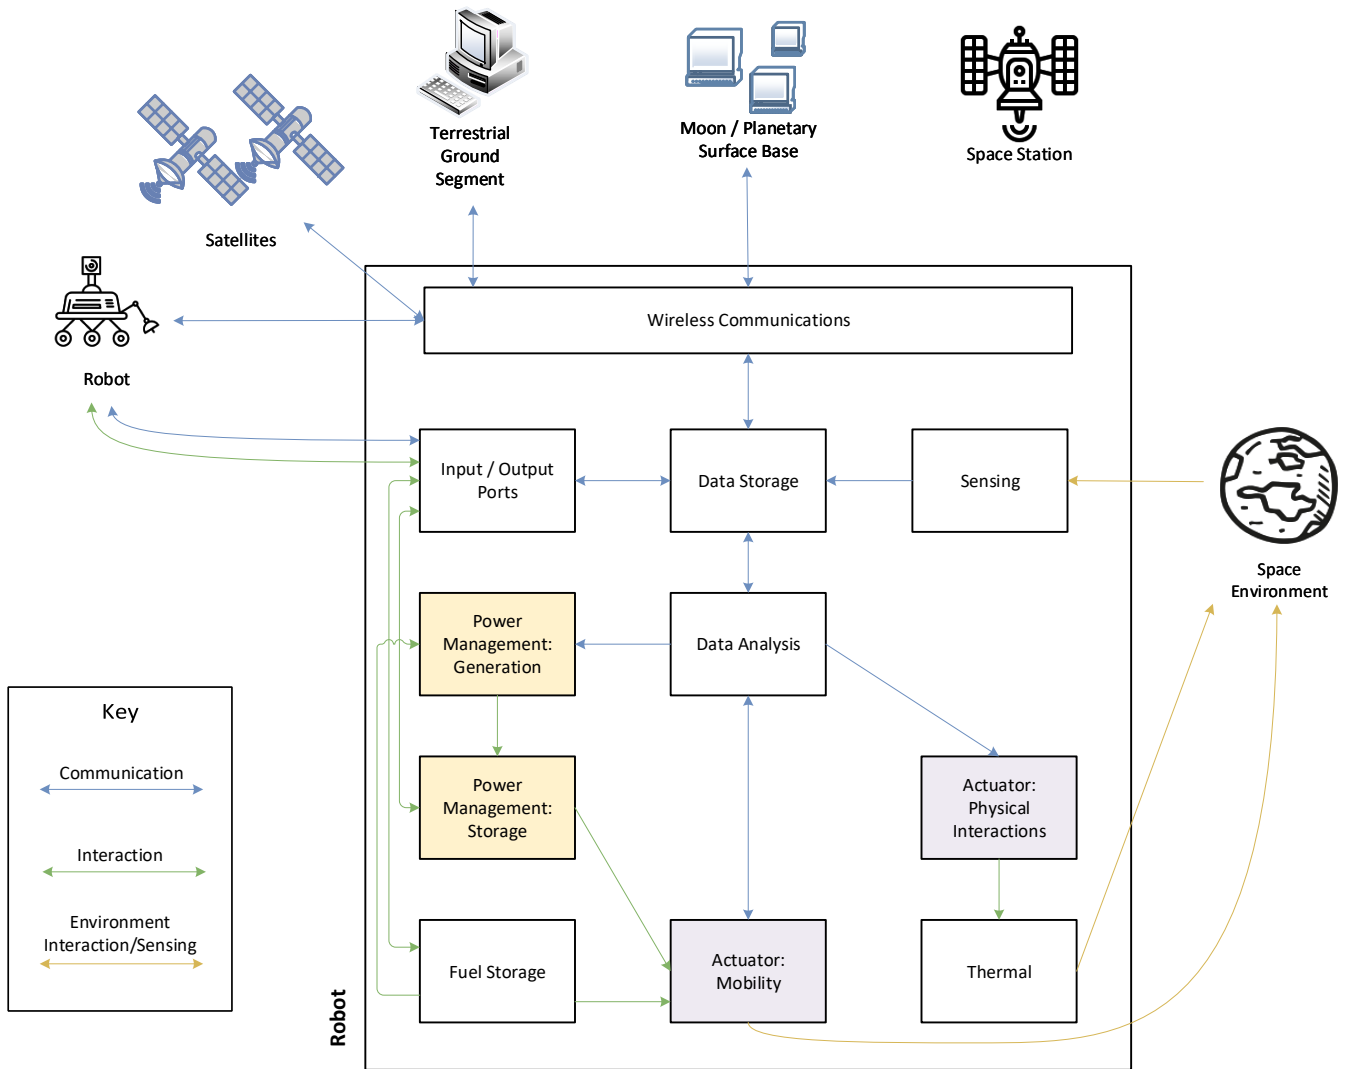 Terrestrial
Ground
Segment
Moon / Planetary
Surface Base
Space Station
Satellites
Robot
Wireless Communications
Input / Output
Ports
Data Storage
Sensing
Space
Environment
Power
Management:
Generation
Data Analysis
Power
Management:
Storage
Actuator:
Physical
Interactions
Fuel Storage
Actuator:
Mobility
Thermal
Robot
Key
Communication
Interaction
Environment
Interaction/Sensing